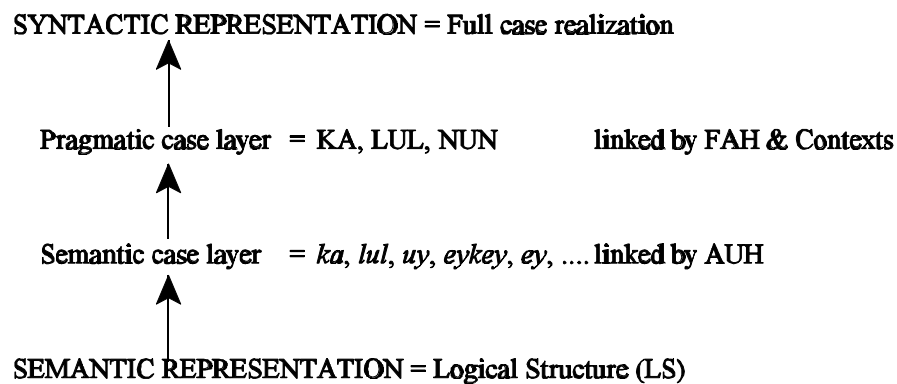 SYNTACTIC REPRESENTATION = Full case realization
Pragmatic case layer = KA, LUL, NUN linked by FAH & Contexts
Semantic case layer = ka, lul, uy, eykey, ey, .... linked by AUH
SEMANTIC REPRESENTATION = Logical Structure (LS)